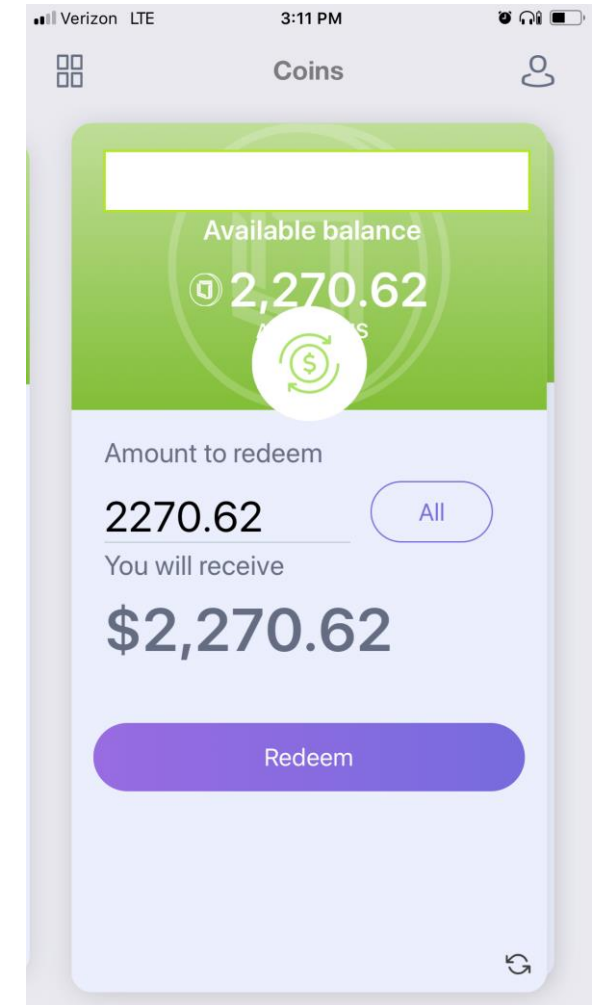 Verizon LTE 3:11 PM
Coins
Available balance
2,270.62
Amount to redeem
2270.62 All
You will receive
$2,270.62
Redeem